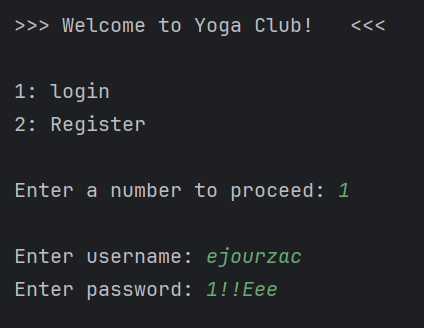 >>> Welcome to Yoga Club!   <<<
1: login
2: Register
Enter a number to proceed: 1
Enter username: ejourzac
Enter password: 1!!Eee